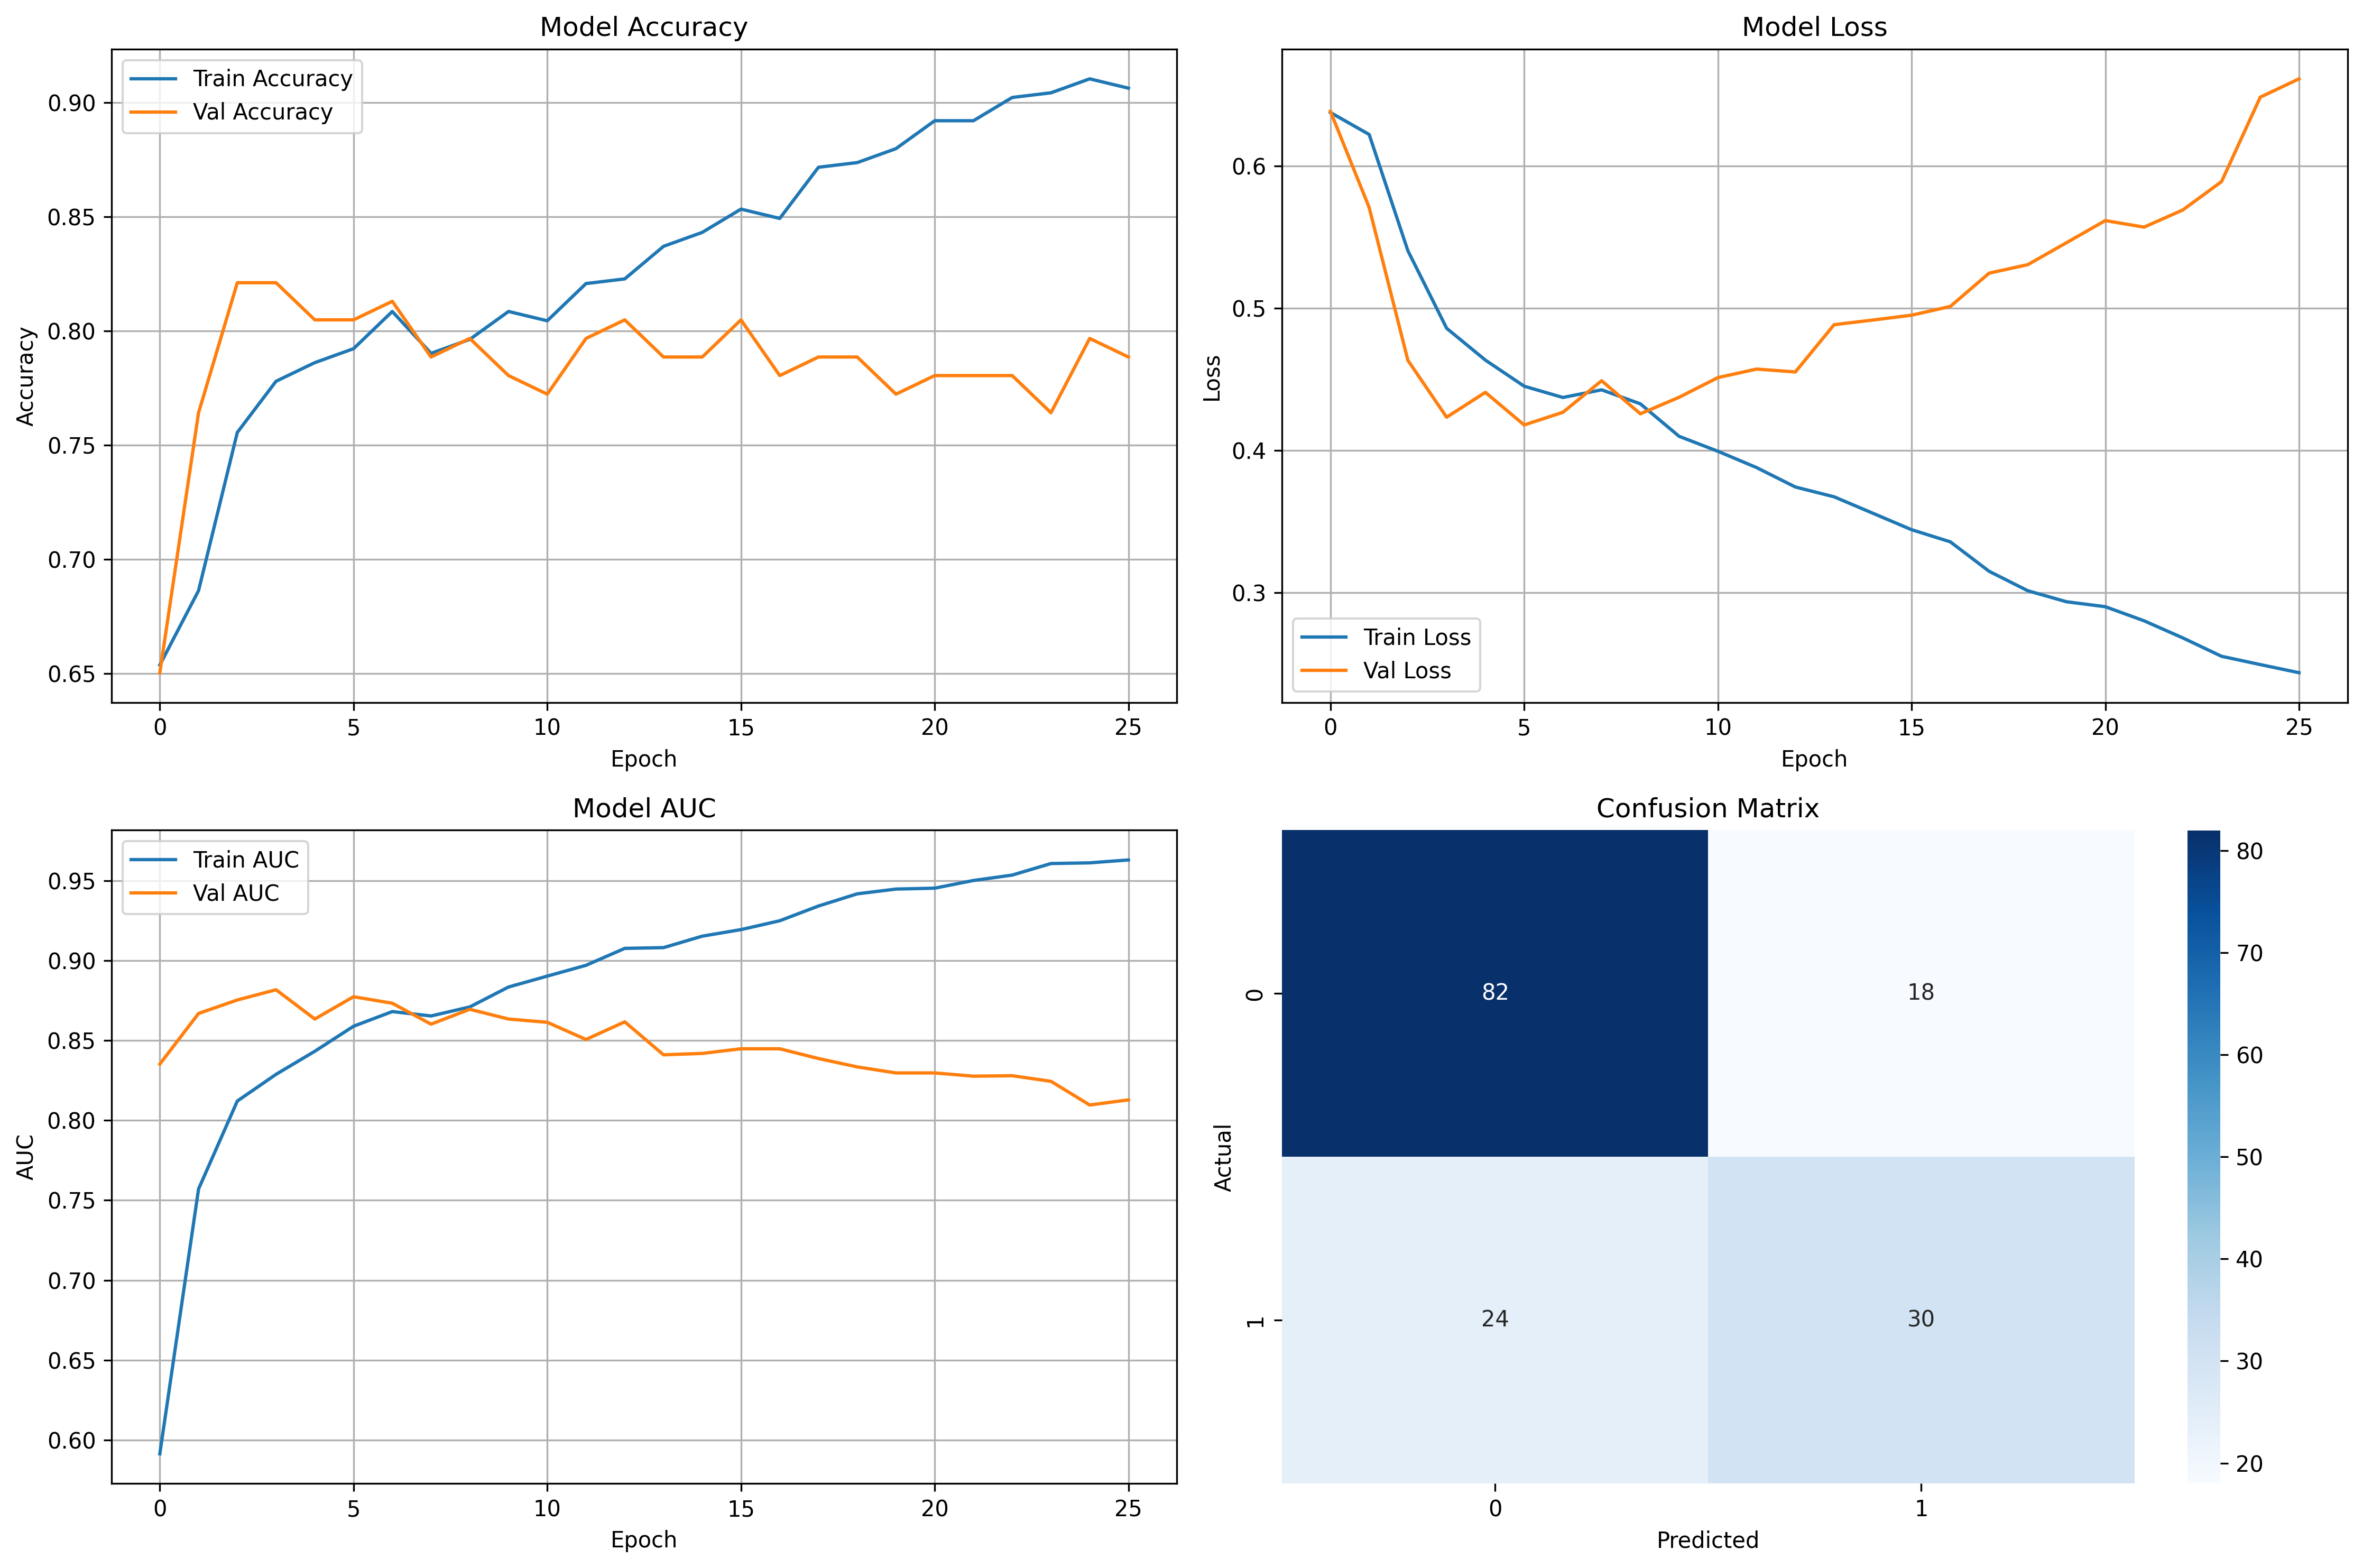 Model Accuracy
Train Accuracy
Val Accuracy
0.90
0.85
0.80
0.75
0.70
0.65
Accuracy
0 5 10 15 20 25
Epoch
Model Loss
0.6
0.5
0.4
0.3
Loss
Train Loss
Val Loss
0 5 10 15 20 25
Epoch
Model AUC
Train AUC
Val AUC
0.95
0.90
0.85
0.80
0.75
0.70
0.65
0.60
AUC
0 5 10 15 20 25
Epoch
Confusion Matrix
82 18
24 30
0
1
Actual
0 1
Predicted
80
70
60
50
40
30
20